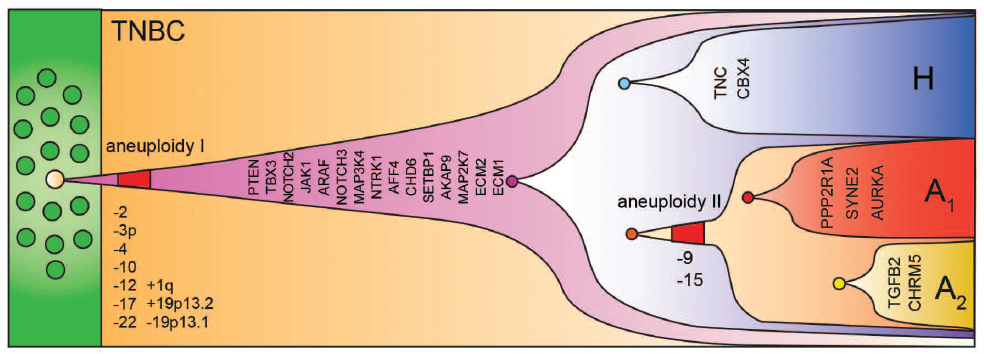 TNBC
aneuploidy I
-2
-3p
-4
-10
-12 +1q
-17 +19p13.2
-22 -19p13.1
PTEN
TBX3
NOTCH2
JAK1
ARAF
NOTCH3
MAP3K4
NTRK1
AFF4
CHD6
SETBP1
AKAP9
MAP2K7
ECM2
ECM1
TNC
CBX4
H
aneuploidy II
-9
-15
PPP2R1A
SYNE2
AURKA
A1
TGFB2
CHRM5
A2